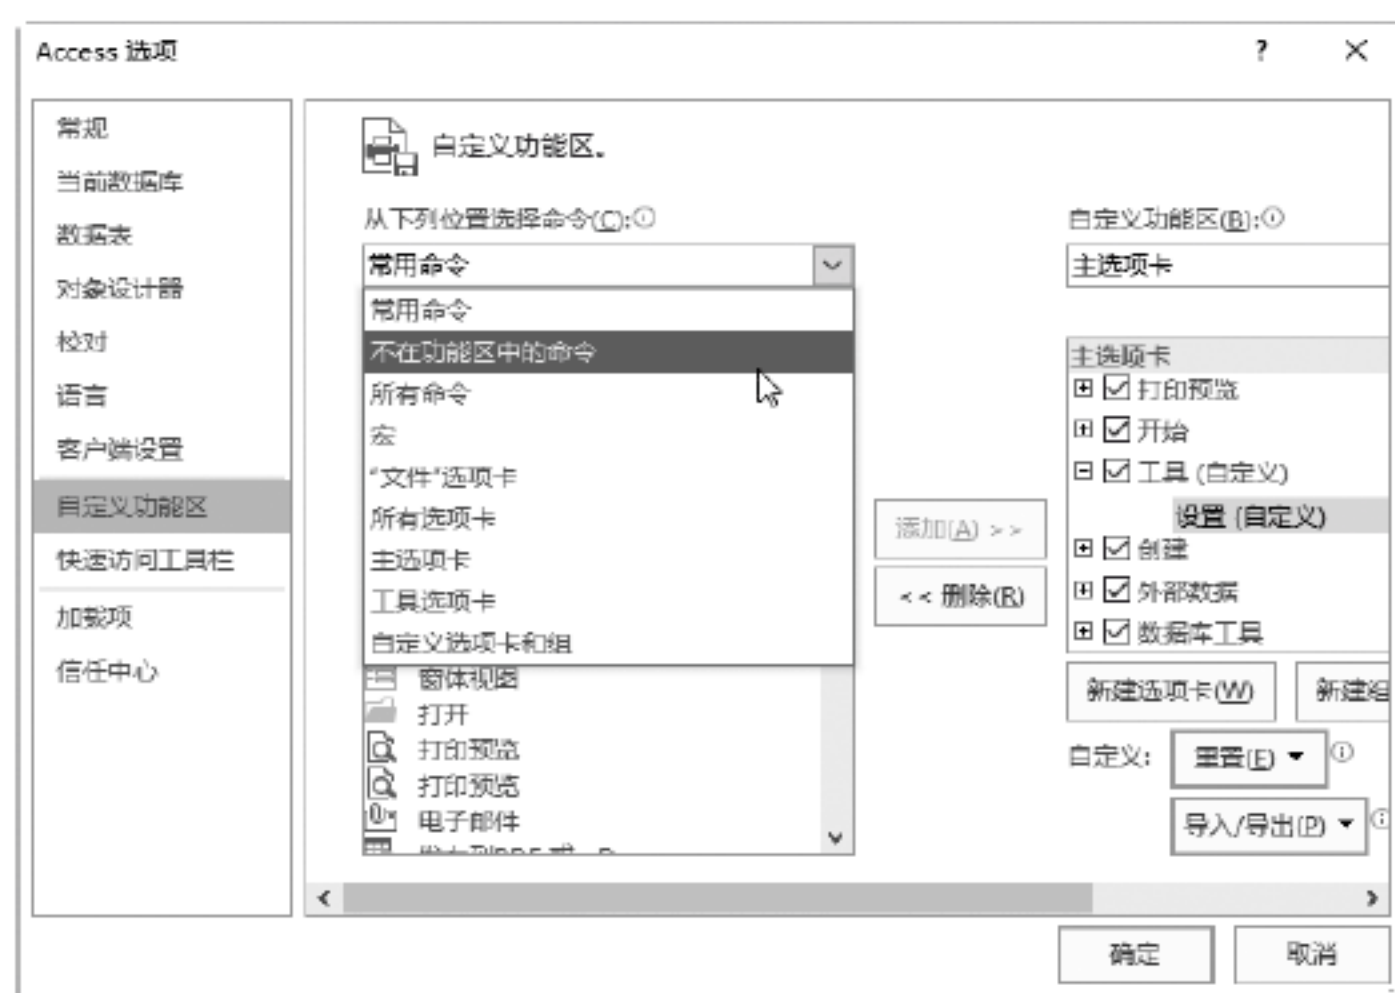 Access 选项
?
常规
当前数据库
数据表
对象设计器
校对
语言
客户端设置
自定义功能区
快速访问工具栏
加载项
信任中心
自定义功能区。
从下列位置选择命令(C):
常用命令
常用命令
不在功能区中的命令
所有命令
宏
"文件"选项卡
所有选项卡
主选项卡
工具选项卡
自定义选项卡和组
窗体视图
打开
打印预览
打印预览
电子邮件
添加(A) >>
<< 删除(R)
自定义功能区(B):
主选项卡
主选项卡
打印预览
开始
工具 (自定义)
设置 (自定义)
创建
外部数据
数据库工具
新建选项卡(W)
新建组
自定义:
重置(E)
导入/导出(P)
确定
取消